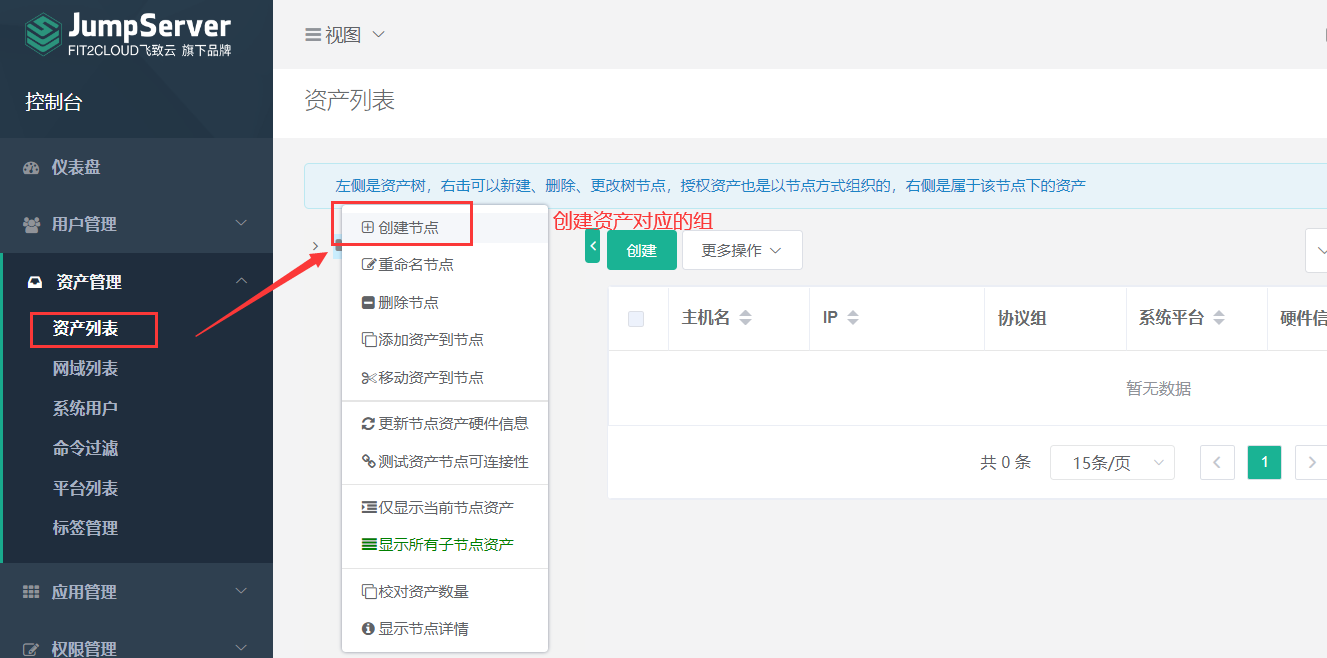 JumpServer
FIT2CLOUD飞致云 旗下品牌
控制台
仪表盘
用户管理
资产管理
资产列表
网域列表
系统用户
命令过滤
平台列表
标签管理
应用管理
权限管理
视图
资产列表
左侧是资产树，右击可以新建、删除、更改树节点，授权资产也是以节点方式组织的，右侧是属于该节点下的资产
创建节点
重命名节点
删除节点
添加资产到节点
移动资产到节点
更新节点资产硬件信息
测试资产节点可连接性
仅显示当前节点资产
显示所有子节点资产
校对资产数量
显示节点详情
创建资产对应的组
创建 更多操作
主机名 IP 协议组 系统平台 硬件信
暂无数据
共 0 条 15条/页 1